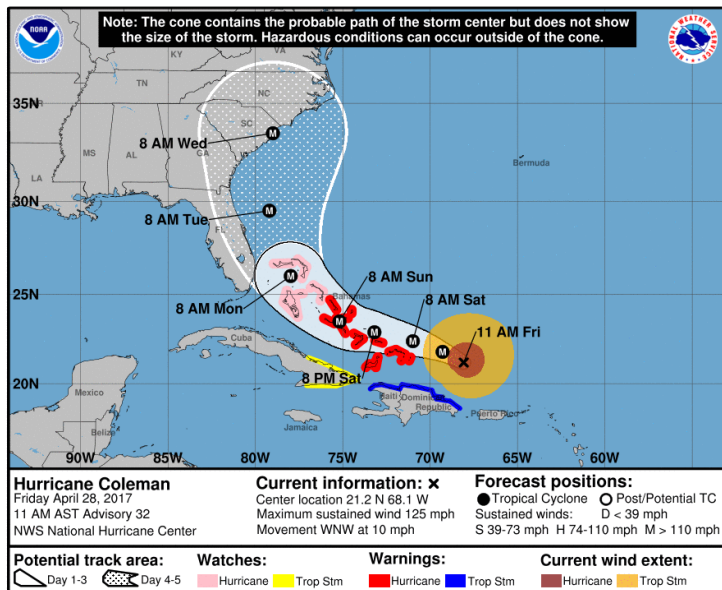 Note: The cone contains the probable path of the storm center but does not show
the size of the storm. Hazardous conditions can occur outside of the cone.
NOAA
NATIONAL WEATHER SERVICE
KY
VA
TN
NC
35N
SC
8 AM Wed
M
MS
AL
GA
Bermuda
LA
30N
8 AM Tue
M
FL
8 AM Sun
M
25N
8 AM Mon
Bahamas
8 AM Sat
M
11 AM Fri
M
M
M
Cuba
8 PM Sat
20N
Mexico
Haiti
Dominican
Republic
Puerto Rico
Jamaica
Belize
90W
85W
80W
75W
70W
65W
60W
Hurricane Coleman
Friday April 28, 2017
11 AM AST Advisory 32
NWS National Hurricane Center
Current information: ×
Center location 21.2 N 68.1 W
Maximum sustained wind 125 mph
Movement WNW at 10 mph
Forecast positions:
Tropical Cyclone
Post/Potential TC
Sustained winds: D < 39 mph
S 39-73 mph H 74-110 mph M > 110 mph
Potential track area:
Day 1-3
Day 4-5
Watches:
Hurricane
Trop Stm
Warnings:
Hurricane
Trop Stm
Current wind extent:
Hurricane
Trop Stm